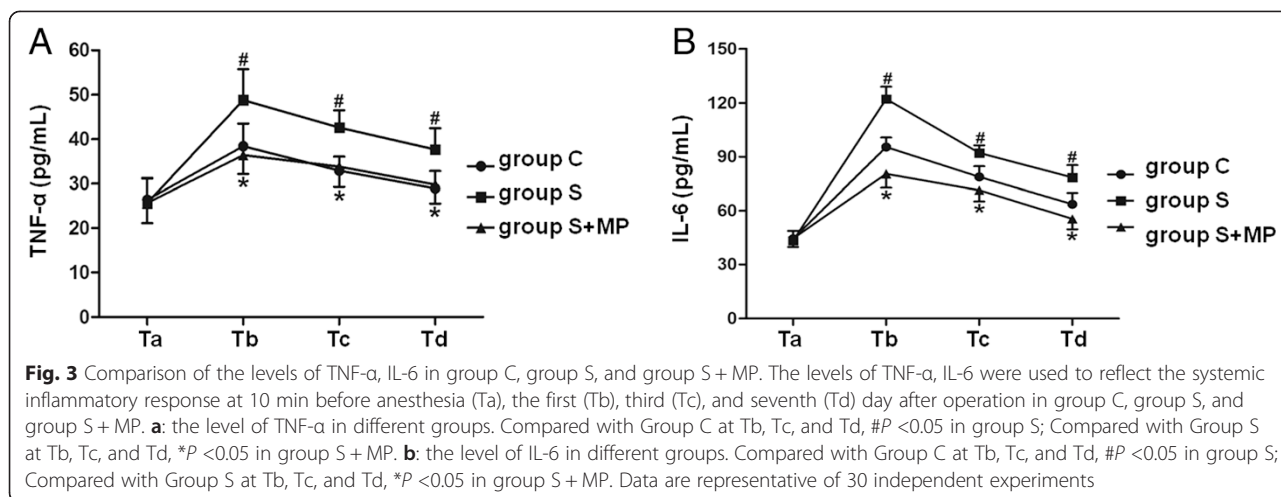 A
60
50
40
30
20
10
0
TNF-α (pg/mL)
#
#
#
*
*
*
Ta
Tb
Tc
Td
group C
group S
group S+MP
B
150
120
90
60
30
0
IL-6 (pg/mL)
#
#
#
*
*
*
Ta
Tb
Tc
Td
group C
group S
group S+MP
Fig. 3 Comparison of the levels of TNF-α, IL-6 in group C, group S, and group S + MP. The levels of TNF-α, IL-6 were used to reflect the systemic
inflammatory response at 10 min before anesthesia (Ta), the first (Tb), third (Tc), and seventh (Td) day after operation in group C, group S, and
group S + MP. a: the level of TNF-α in different groups. Compared with Group C at Tb, Tc, and Td, #P <0.05 in group S; Compared with Group S
at Tb, Tc, and Td, *P <0.05 in group S + MP. b: the level of IL-6 in different groups. Compared with Group C at Tb, Tc, and Td, #P <0.05 in group S;
Compared with Group S at Tb, Tc, and Td, *P <0.05 in group S + MP. Data are representative of 30 independent experiments